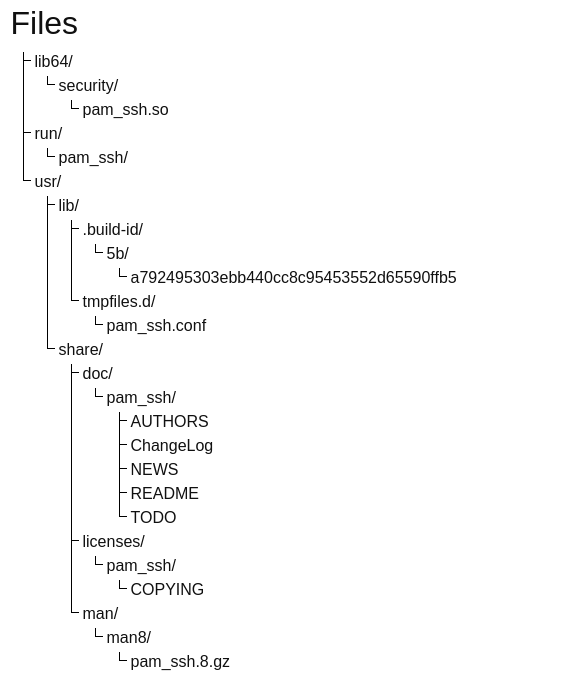 Files
lib64/
security/
pam_ssh.so
run/
pam_ssh/
usr/
lib/
.build-id/
5b/
a792495303ebb440cc8c95453552d65590ffb5
tmpfiles.d/
pam_ssh.conf
share/
doc/
pam_ssh/
AUTHORS
ChangeLog
NEWS
README
TODO
licenses/
pam_ssh/
COPYING
man/
man8/
pam_ssh.8.gz